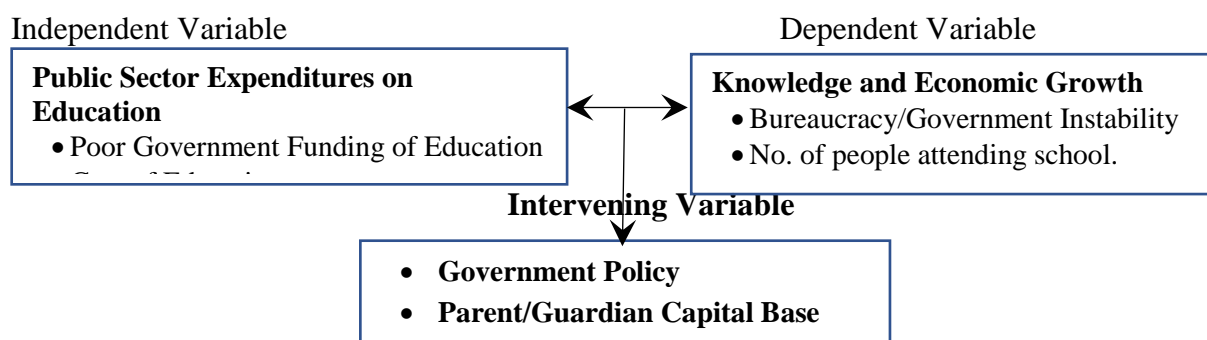 Independent Variable
Dependent Variable
Public Sector Expenditures on
Education
• Poor Government Funding of Education
Knowledge and Economic Growth
• Bureaucracy/Government Instability
• No. of people attending school.
Intervening Variable
• Government Policy
• Parent/Guardian Capital Base